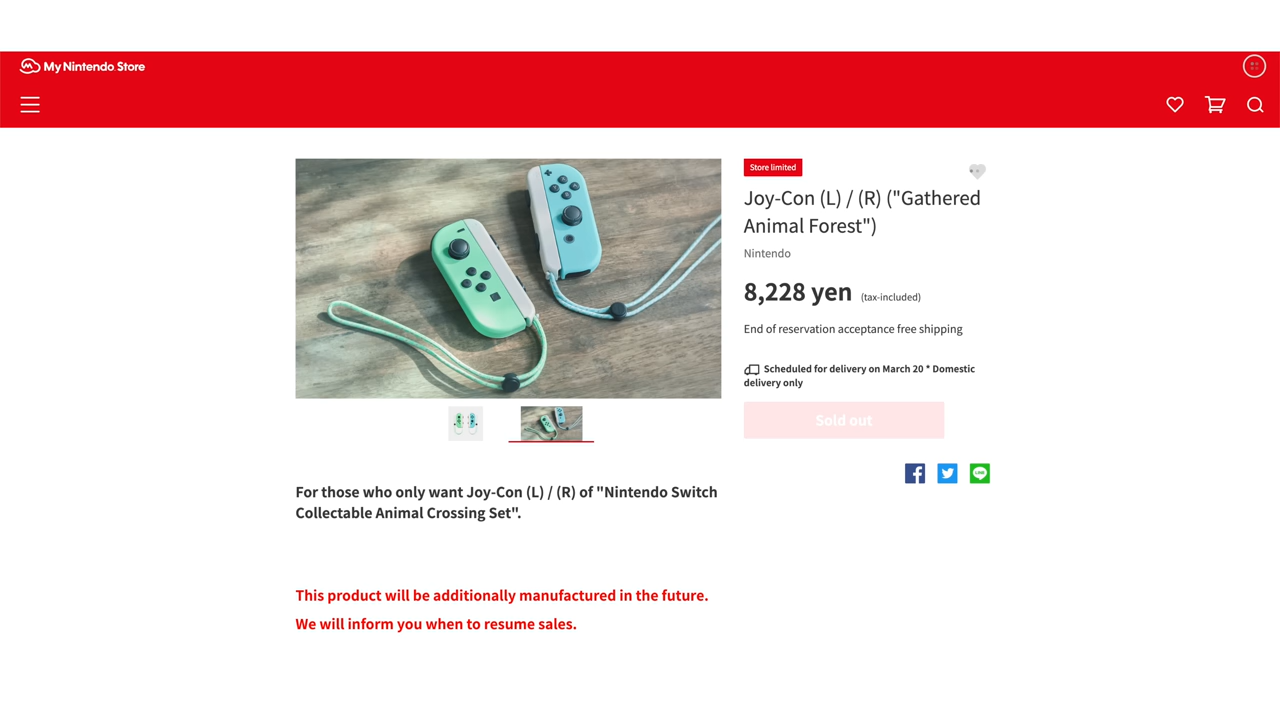 My Nintendo Store
Store limited
Joy-Con (L) / (R) ("Gathered
Animal Forest")
Nintendo
8,228 yen (tax-included)
End of reservation acceptance free shipping
Scheduled for delivery on March 20 * Domestic
delivery only
Sold out
LINE
For those who only want Joy-Con (L) / (R) of "Nintendo Switch
Collectable Animal Crossing Set".
This product will be additionally manufactured in the future.
We will inform you when to resume sales.